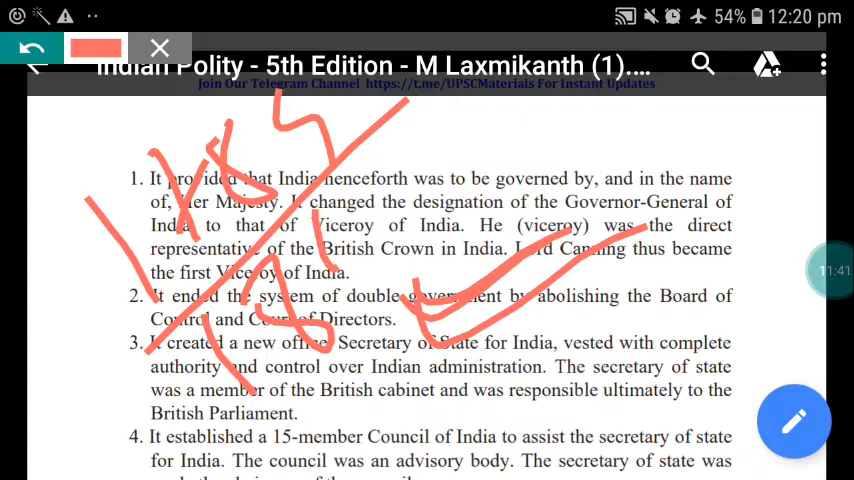 54% 12:20 pm
Indian Polity - 5th Edition - M Laxmikanth (1)....
Join Our Telegram Channel https://t.me/UPSCMaterials For Instant Updates
1. It provided that India henceforth was to be governed by, and in the name
of, Her Majesty. It changed the designation of the Governor-General of
India to that of Viceroy of India. He (viceroy) was the direct
representative of the British Crown in India. Lord Canning thus became
the first Viceroy of India.
2. It ended the system of double government by abolishing the Board of
Control and Court of Directors.
3. It created a new office, Secretary of State for India, vested with complete
authority and control over Indian administration. The secretary of state
was a member of the British cabinet and was responsible ultimately to the
British Parliament.
4. It established a 15-member Council of India to assist the secretary of state
for India. The council was an advisory body. The secretary of state was
11:41